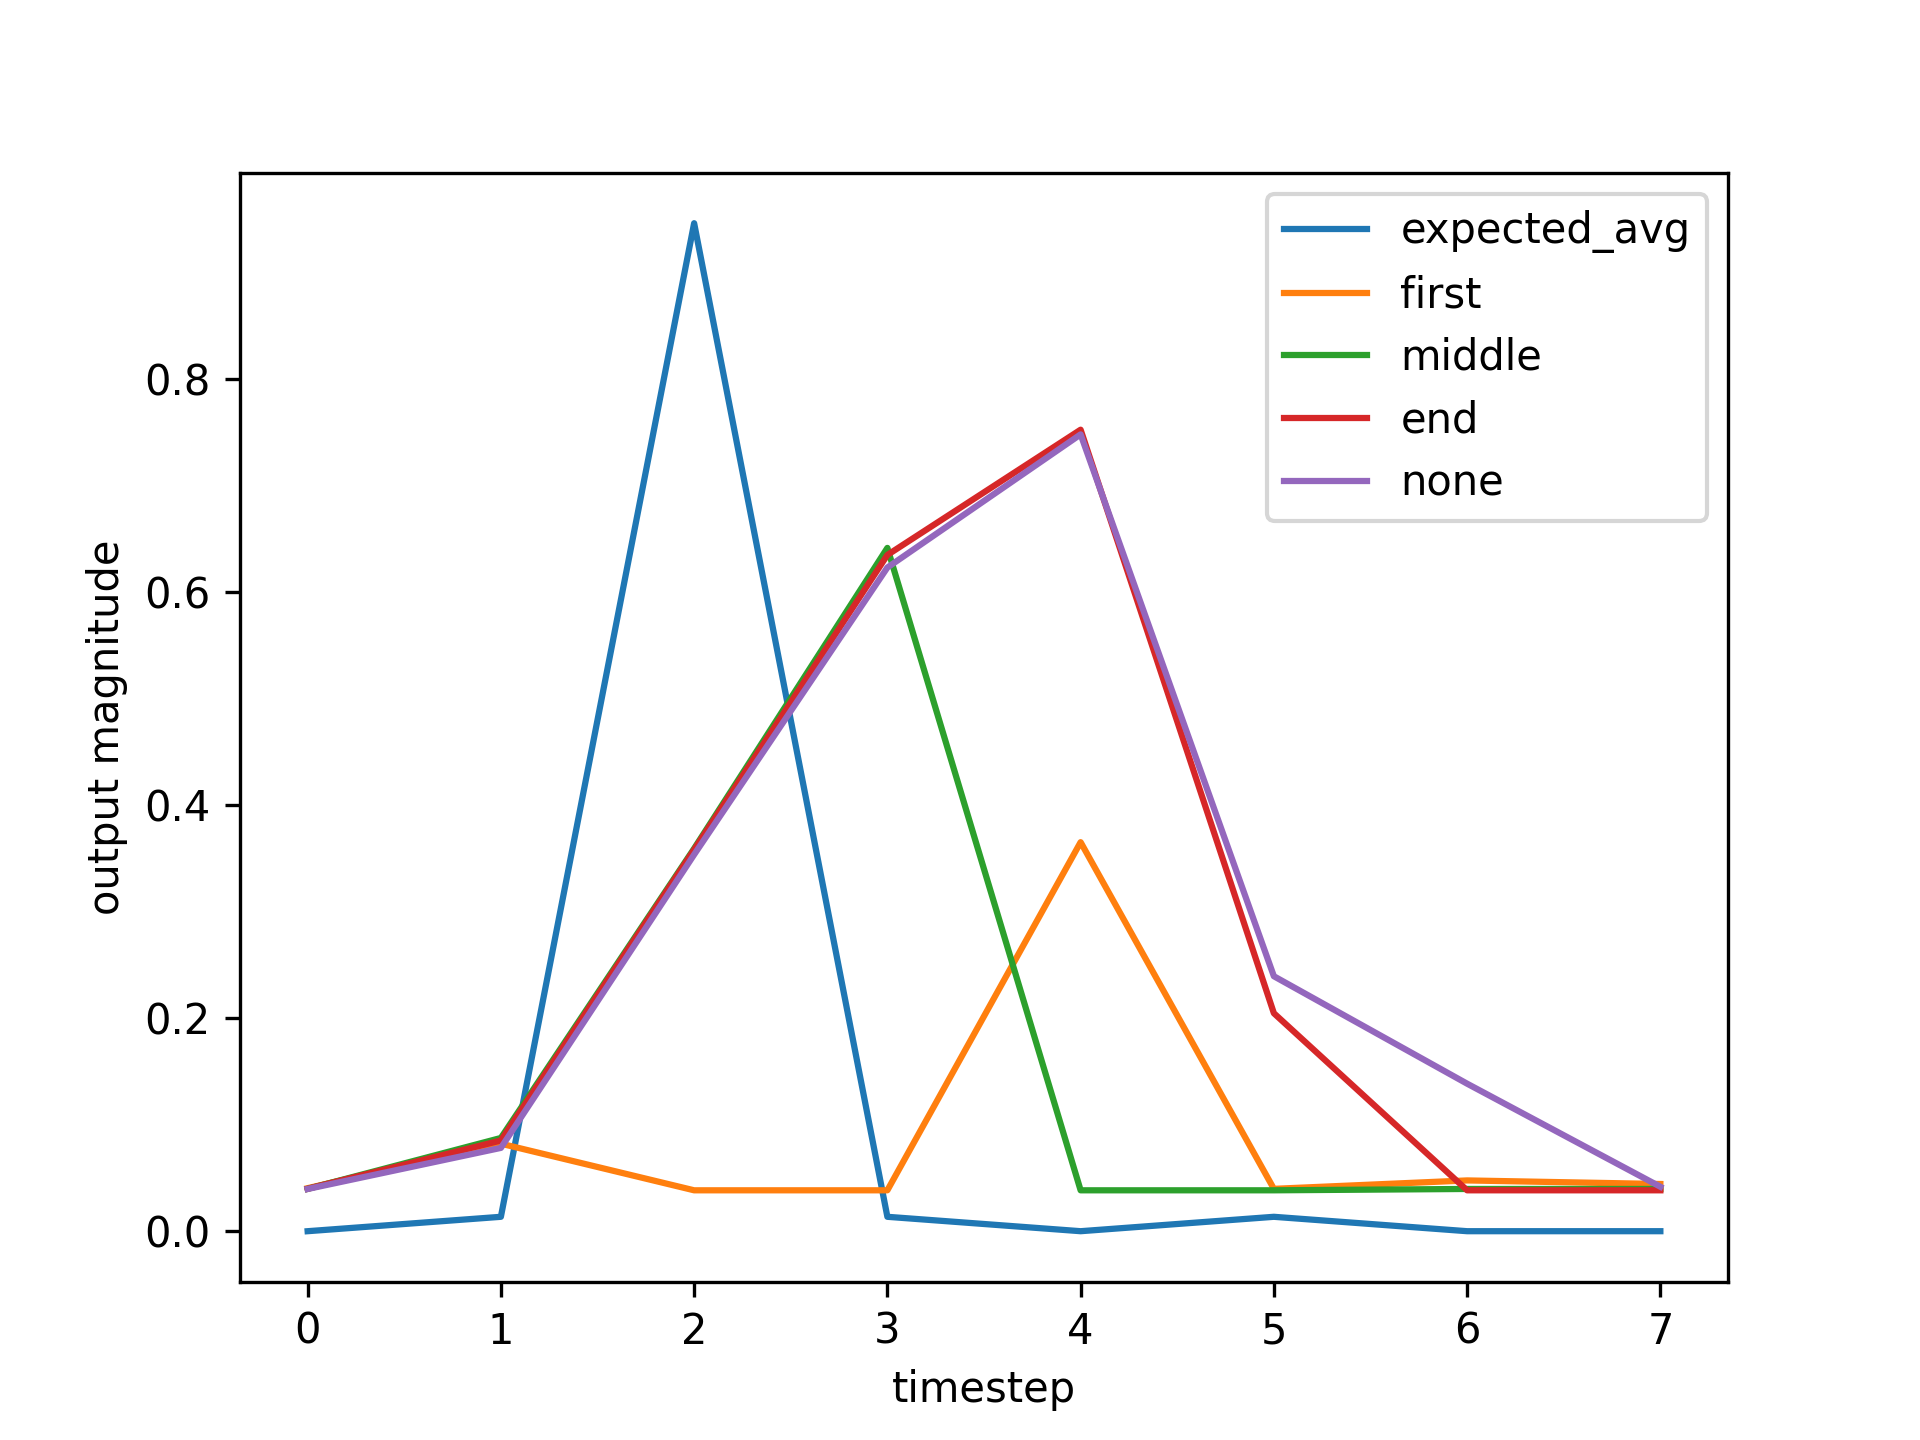 expected_avg
first
middle
end
none
0.8
0.6
0.4
0.2
0.0
output magnitude
0 1 2 3 4 5 6 7
timestep